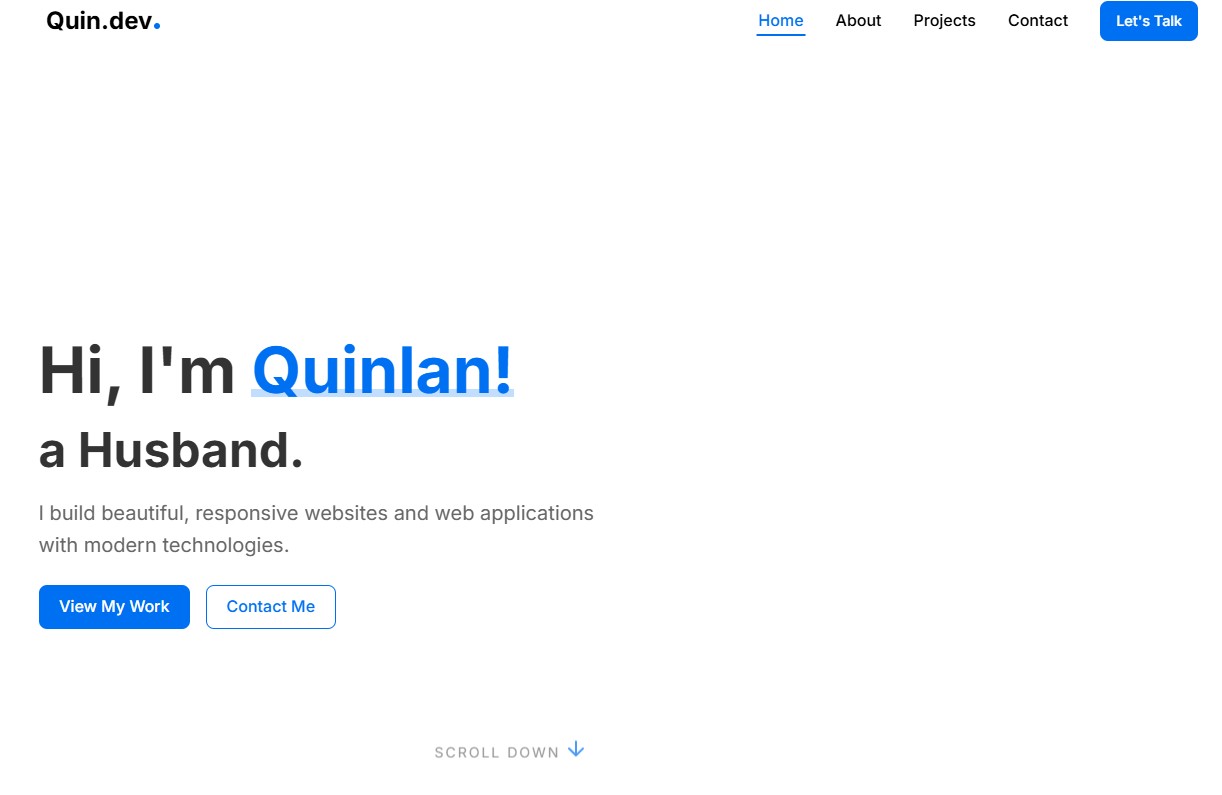 Quin.dev.
Home About Projects Contact Let's Talk
Hi, I'm Quinlan!
a Husband.
I build beautiful, responsive websites and web applications
with modern technologies.
View My Work Contact Me
SCROLL DOWN